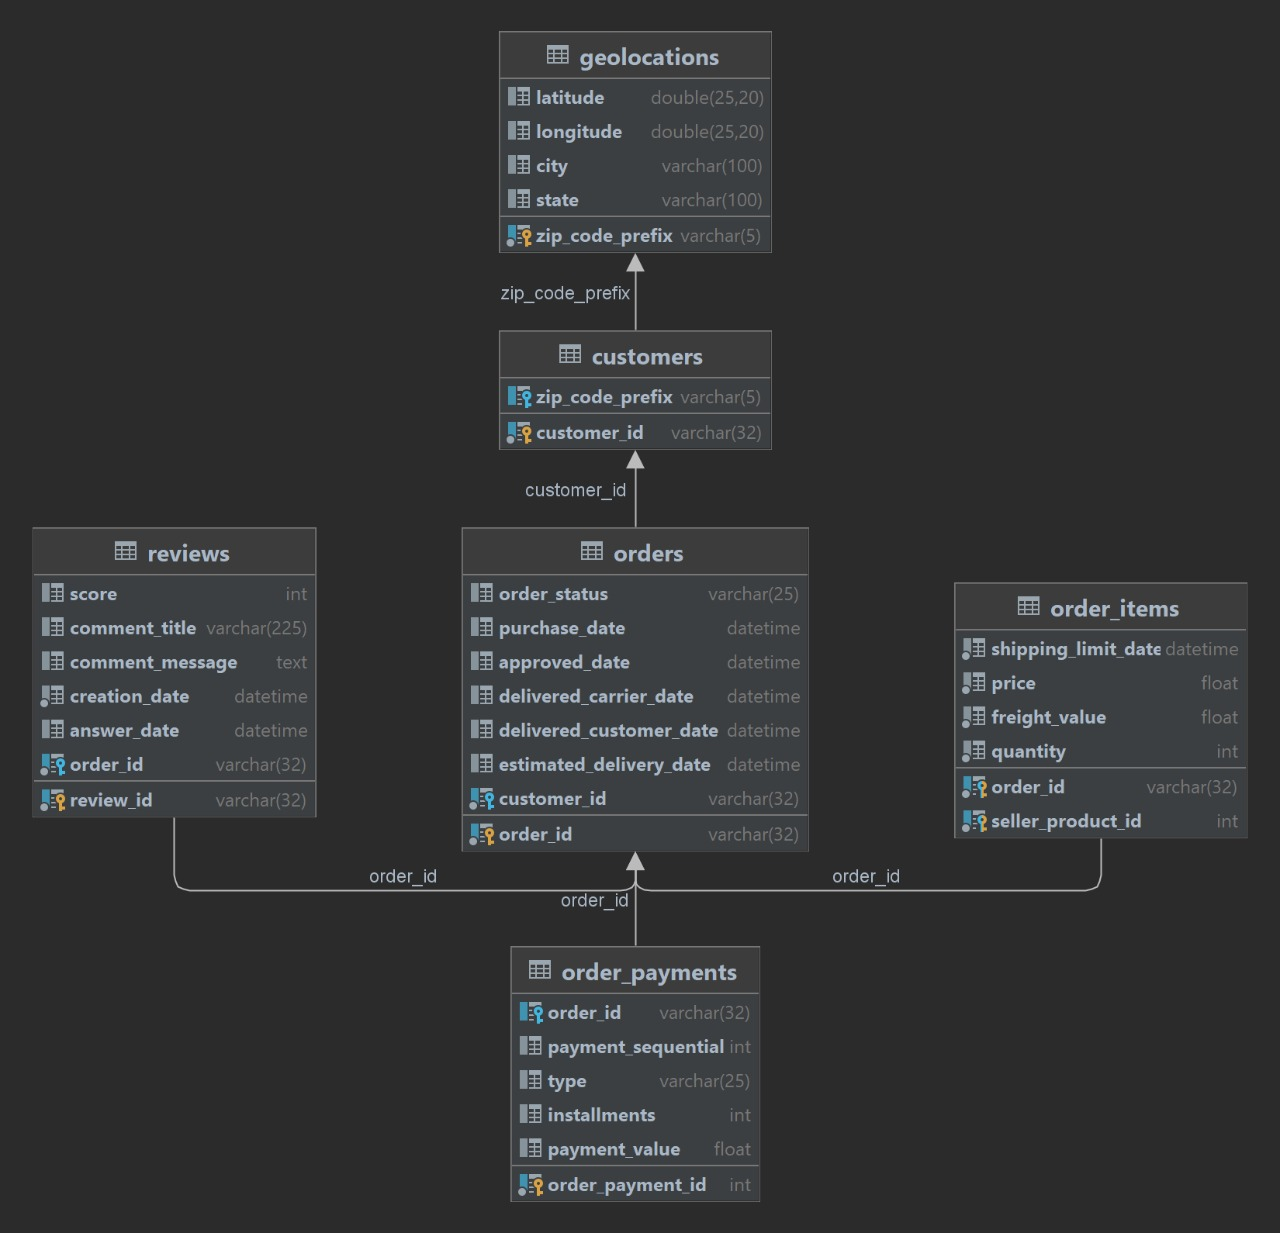 geolocations
latitude double(25,20)
longitude double(25,20)
city varchar(100)
state varchar(100)
zip_code_prefix varchar(5)
zip_code_prefix
customers
zip_code_prefix varchar(5)
customer_id varchar(32)
customer_id
reviews
score int
comment_title varchar(225)
comment_message text
creation_date datetime
answer_date datetime
order_id varchar(32)
review_id varchar(32)
orders
order_status varchar(25)
purchase_date datetime
approved_date datetime
delivered_carrier_date datetime
delivered_customer_date datetime
estimated_delivery_date datetime
customer_id varchar(32)
order_id varchar(32)
order_items
shipping_limit_date datetime
price float
freight_value float
quantity int
order_id varchar(32)
seller_product_id int
order_id
order_id
order_id
order_payments
order_id varchar(32)
payment_sequential int
type varchar(25)
installments int
payment_value float
order_payment_id int